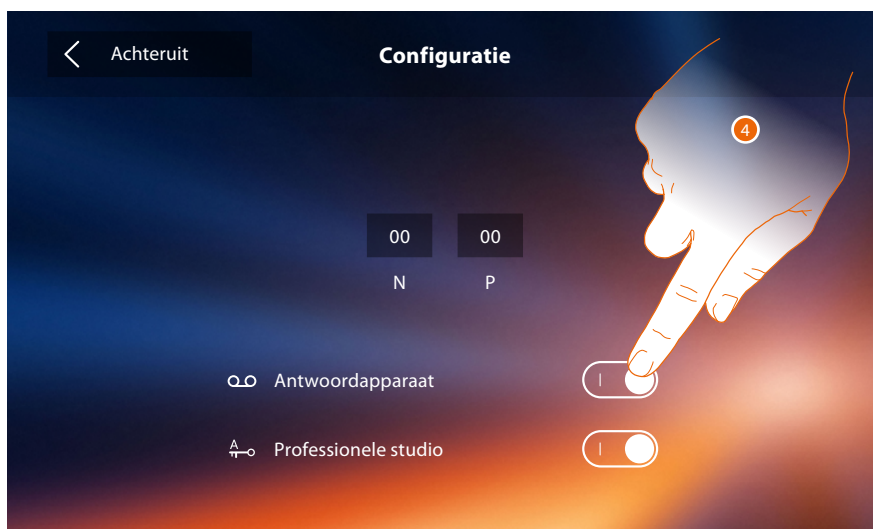 Achteruit
Configuratie
4
00 00
N P
Antwoordapparaat
Professionele studio